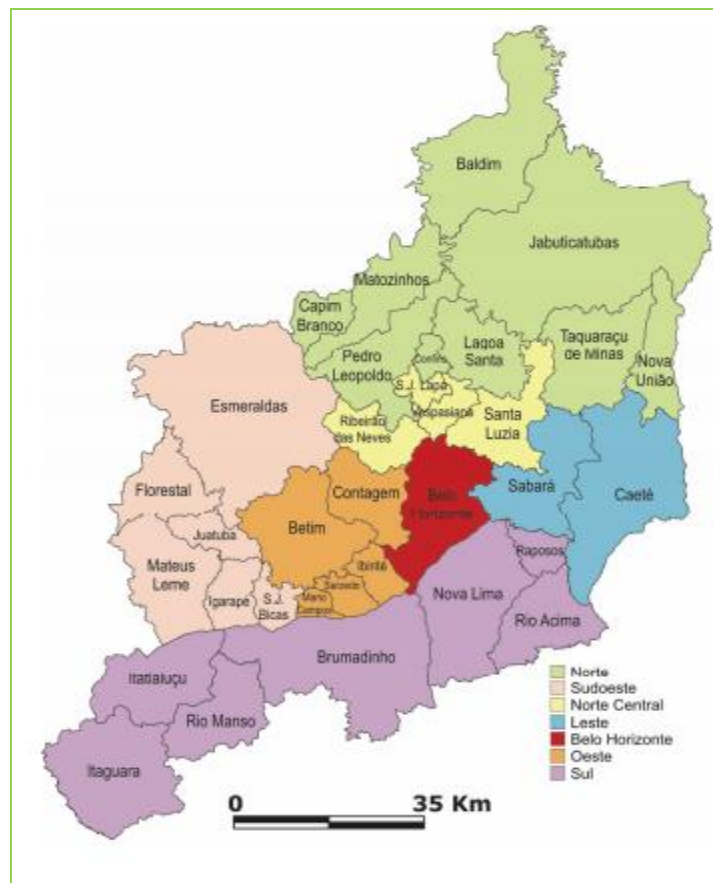 Baldim
Jabuticatubas
Matozinhos
Capim
Branco
Pedro
Leopoldo
Confins
Lagoa
Santa
Taquaraçu
de Minas
Nova
União
S.J. Lapa
Vespasiano
Santa
Luzia
Esmeraldas
Ribeirão
das Neves
Florestal
Contagem
Belo
Horizonte
Sabará
Caeté
Betim
Juatuba
Mateus
Leme
Igarapé
S.J.
Bicas
Mario
Campos
Sarzedo
Ibirité
Raposos
Nova Lima
Rio Acima
Brumadinho
Itatiaiuçu
Rio Manso
Itaguara
Norte
Sudoeste
Norte Central
Leste
Belo Horizonte
Oeste
Sul
0 35 Km